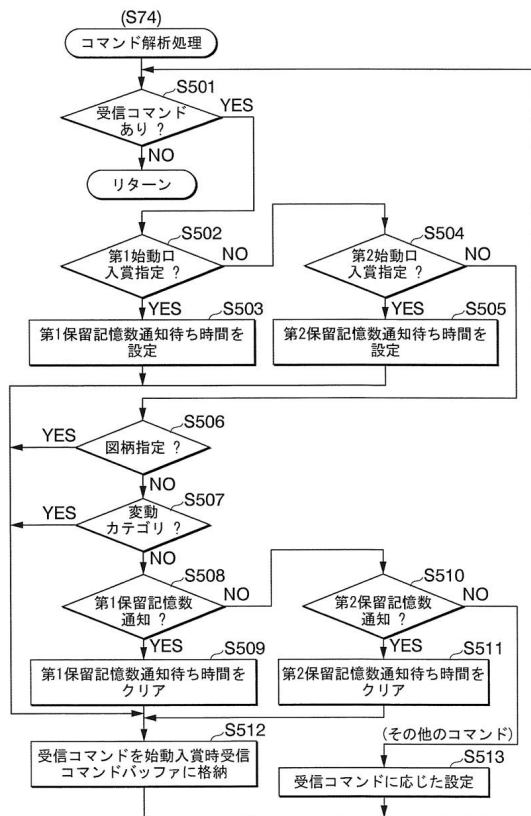 (S74)
コマンド解析処理
S501
受信コマンド
あり ?
YES
NO
リターン
S502
第1始動口
入賞指定 ?
NO
YES
S504
第2始動口
入賞指定 ?
NO
YES
S503
第1保留記憶数通知待ち時間を
設定
S505
第2保留記憶数通知待ち時間を
設定
S506
図柄指定 ?
YES
NO
S507
変動
カテゴリ ?
YES
NO
S508
第1保留記憶数
通知 ?
NO
YES
S510
第2保留記憶数
通知 ?
NO
YES
S509
第1保留記憶数通知待ち時間を
クリア
S511
第2保留記憶数通知待ち時間を
クリア
(その他のコマンド)
S512
受信コマンドを始動入賞時受信
コマンドバッファに格納
S513
受信コマンドに応じた設定